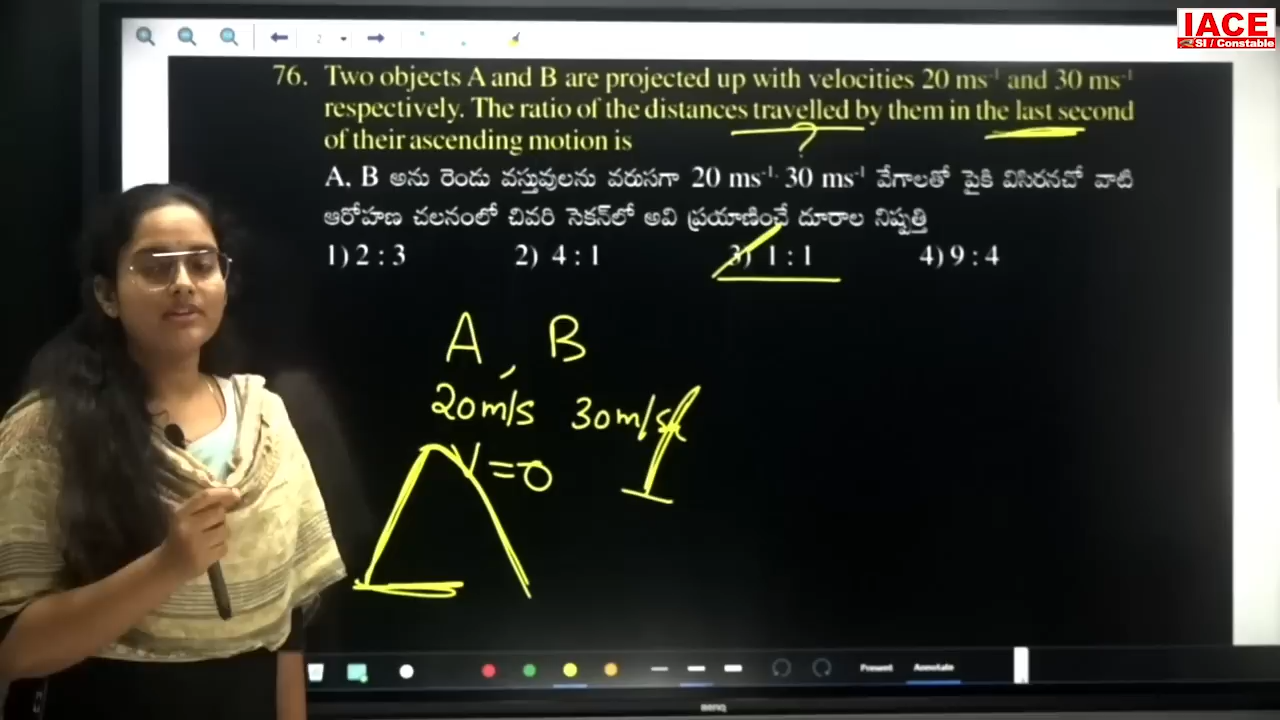 IACE
SI / Constable
2
76. Two objects A and B are projected up with velocities 20 ms⁻¹ and 30 ms⁻¹
respectively. The ratio of the distances travelled by them in the last second
of their ascending motion is
A, B అను రెండు వస్తువులను వరుసగా 20 ms⁻¹, 30 ms⁻¹ వేగాలతో పైకి విసిరనచో వాటి
ఆరోహణ చలనంలో చివరి సెకన్‌లో అవి ప్రయాణించే దూరాల నిష్పత్తి
1) 2 : 3 2) 4 : 1 3) 1 : 1 4) 9 : 4
A , B
20m/s 30m/s
V=0
Present Annotate
BenQ